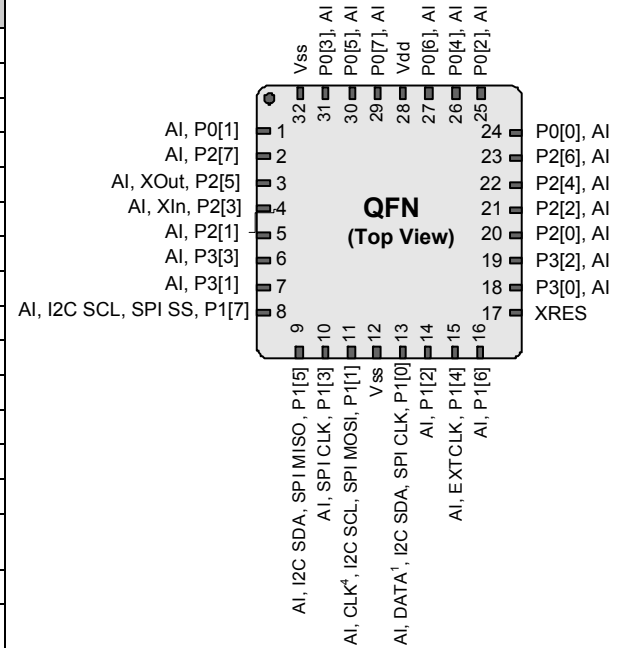 Vss
P0[3], AI
P0[5], AI
P0[7], AI
Vdd
P0[6], AI
P0[4], AI
P0[2], AI
32
31
30
29
28
27
26
25
AI, P0[1] 1
AI, P2[7] 2
AI, XOut, P2[5] 3
AI, XIn, P2[3] 4
AI, P2[1] 5
AI, P3[3] 6
AI, P3[1] 7
AI, I2C SCL, SPI SS, P1[7] 8
QFN
(Top View)
24 P0[0], AI
23 P2[6], AI
22 P2[4], AI
21 P2[2], AI
20 P2[0], AI
19 P3[2], AI
18 P3[0], AI
17 XRES
9
10
11
12
13
14
15
16
AI, I2C SDA, SPI MISO, P1[5]
AI, SPI CLK, P1[3]
AI, CLK⁴, I2C SCL, SPI MOSI, P1[1]
Vss
AI, DATA¹, I2C SDA, SPI CLK, P1[0]
AI, P1[2]
AI, EXTCLK, P1[4]
AI, P1[6]